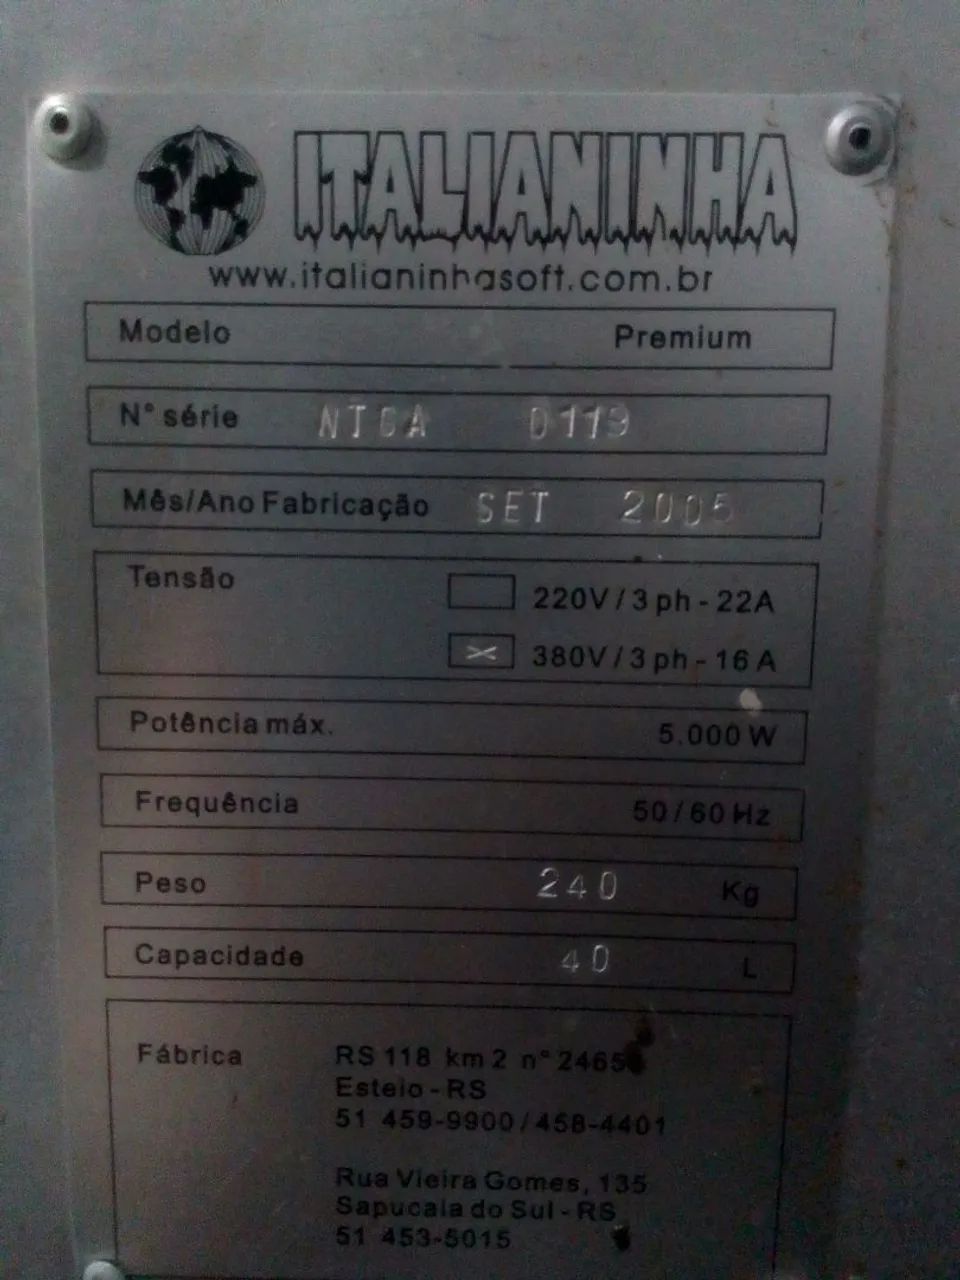 ITALIANINHA
www.italianinhasoft.com.br
Modelo Premium
N° série NTGA 0119
Mês/Ano Fabricação SET 2005
Tensão 220V / 3 ph - 22A
380V / 3 ph - 16 A
Potência máx. 5.000 W
Frequência 50 / 60 Hz
Peso 240 Kg
Capacidade 40 L
Fábrica RS 118 km 2 n°
Esteio - RS
51 459-9900 / 458-4401
Rua Vieira Gomes, 135
Sapucaia do Sul - RS
51 453-5015